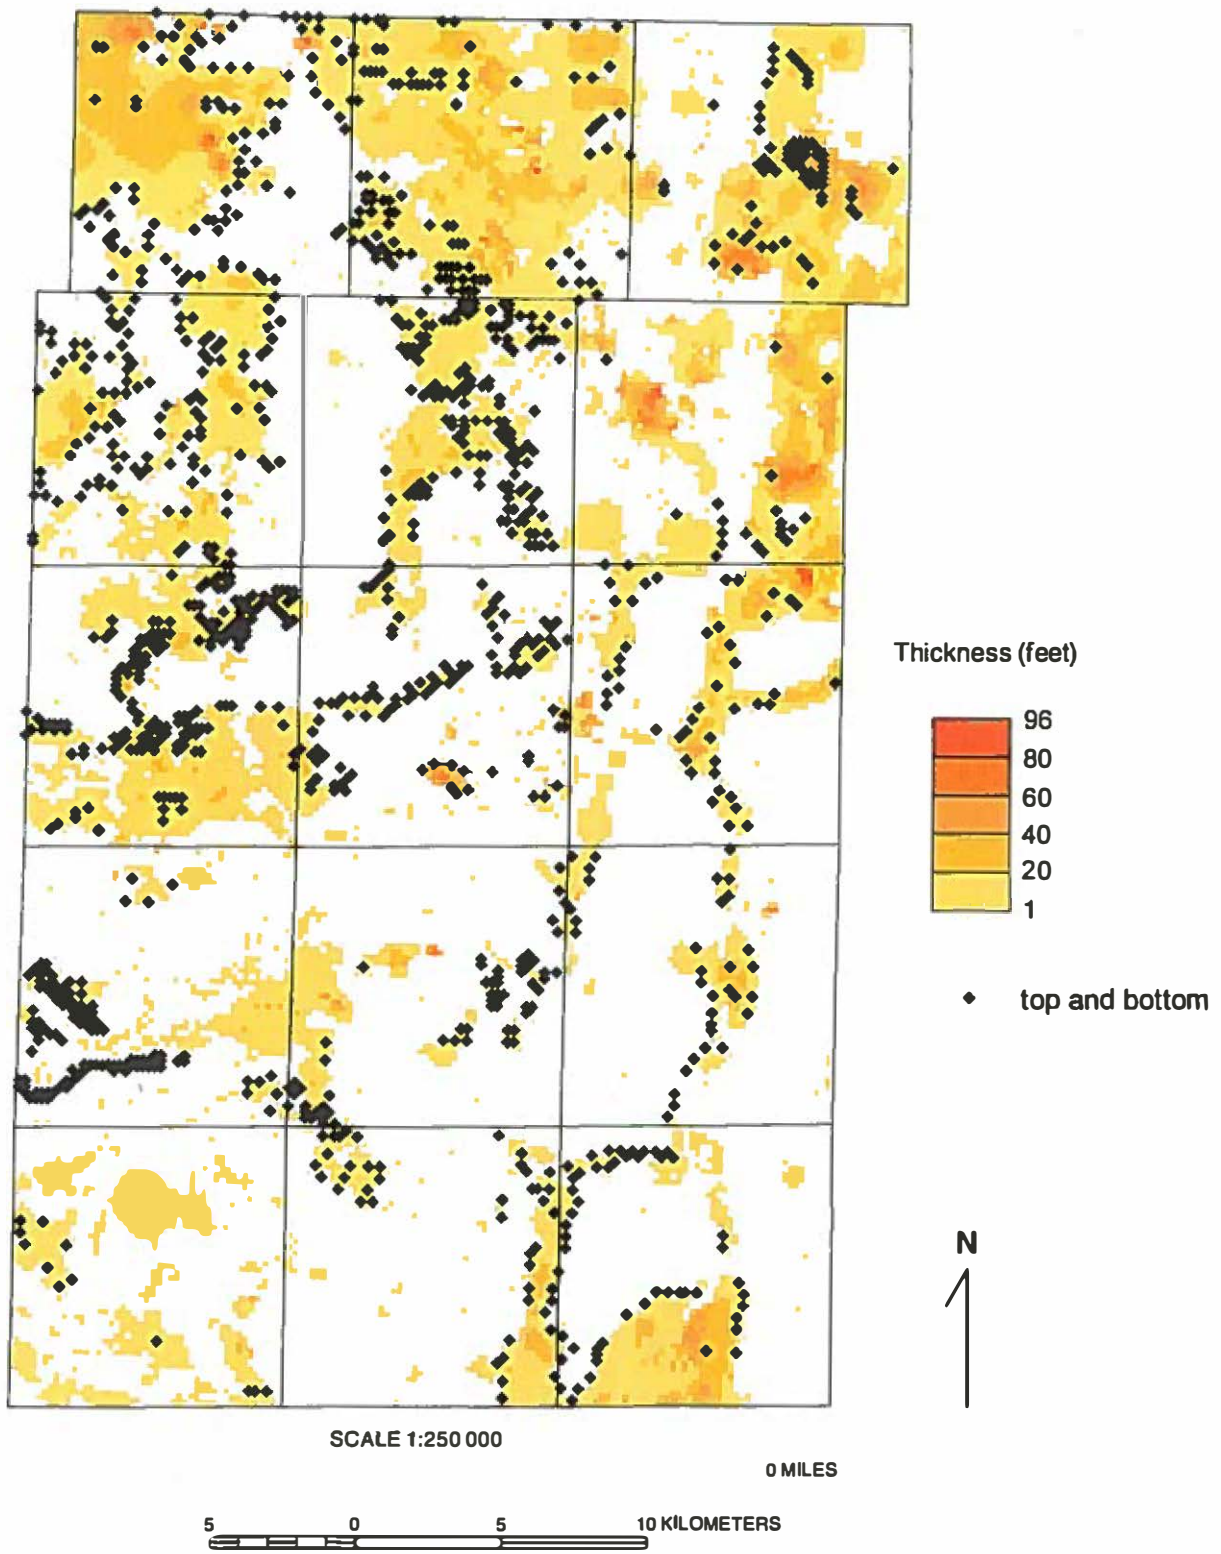 Thickness (feet)
96
80
60
40
20
1
top and bottom
N
SCALE 1:250 000
0 MILES
5 0 5 10 KILOMETERS